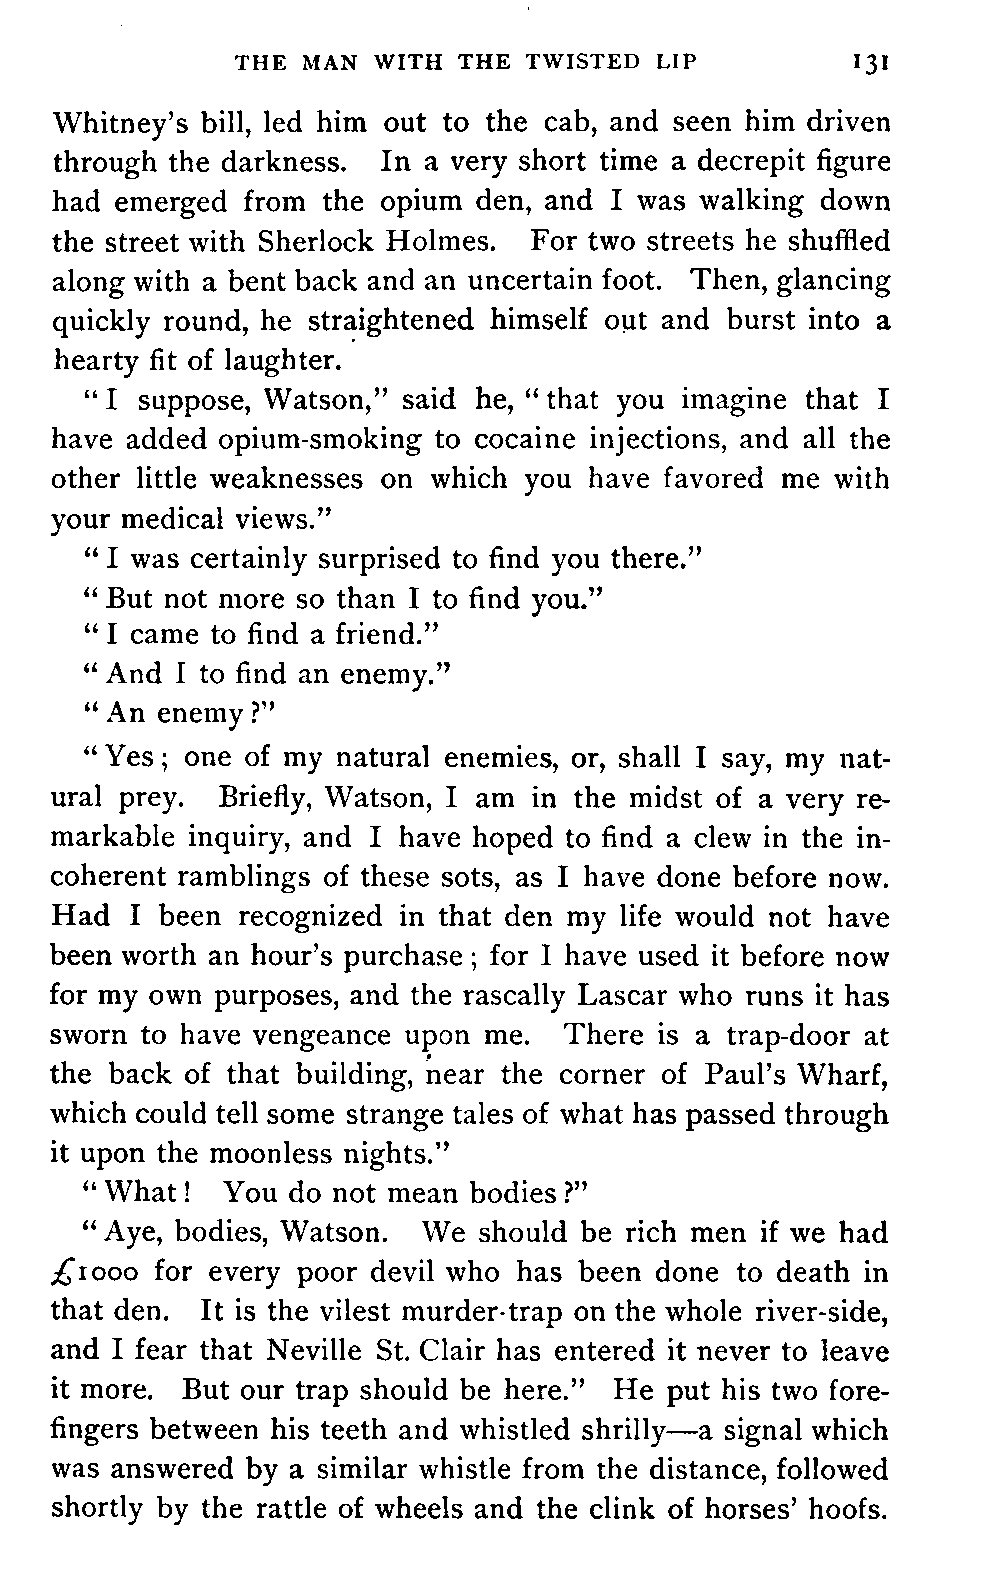 THE MAN WITH THE TWISTED LIP 131
Whitney's bill, led him out to the cab, and seen him driven
through the darkness. In a very short time a decrepit figure
had emerged from the opium den, and I was walking down
the street with Sherlock Holmes. For two streets he shuffled
along with a bent back and an uncertain foot. Then, glancing
quickly round, he straightened himself out and burst into a
hearty fit of laughter.
"I suppose, Watson," said he, "that you imagine that I
have added opium-smoking to cocaine injections, and all the
other little weaknesses on which you have favored me with
your medical views."
"I was certainly surprised to find you there."
"But not more so than I to find you."
"I came to find a friend."
"And I to find an enemy."
"An enemy?"
"Yes; one of my natural enemies, or, shall I say, my nat-
ural prey. Briefly, Watson, I am in the midst of a very re-
markable inquiry, and I have hoped to find a clew in the in-
coherent ramblings of these sots, as I have done before now.
Had I been recognized in that den my life would not have
been worth an hour's purchase; for I have used it before now
for my own purposes, and the rascally Lascar who runs it has
sworn to have vengeance upon me. There is a trap-door at
the back of that building, near the corner of Paul's Wharf,
which could tell some strange tales of what has passed through
it upon the moonless nights."
"What! You do not mean bodies?"
"Aye, bodies, Watson. We should be rich men if we had
£1000 for every poor devil who has been done to death in
that den. It is the vilest murder-trap on the whole river-side,
and I fear that Neville St. Clair has entered it never to leave
it more. But our trap should be here." He put his two fore-
fingers between his teeth and whistled shrilly—a signal which
was answered by a similar whistle from the distance, followed
shortly by the rattle of wheels and the clink of horses' hoofs.